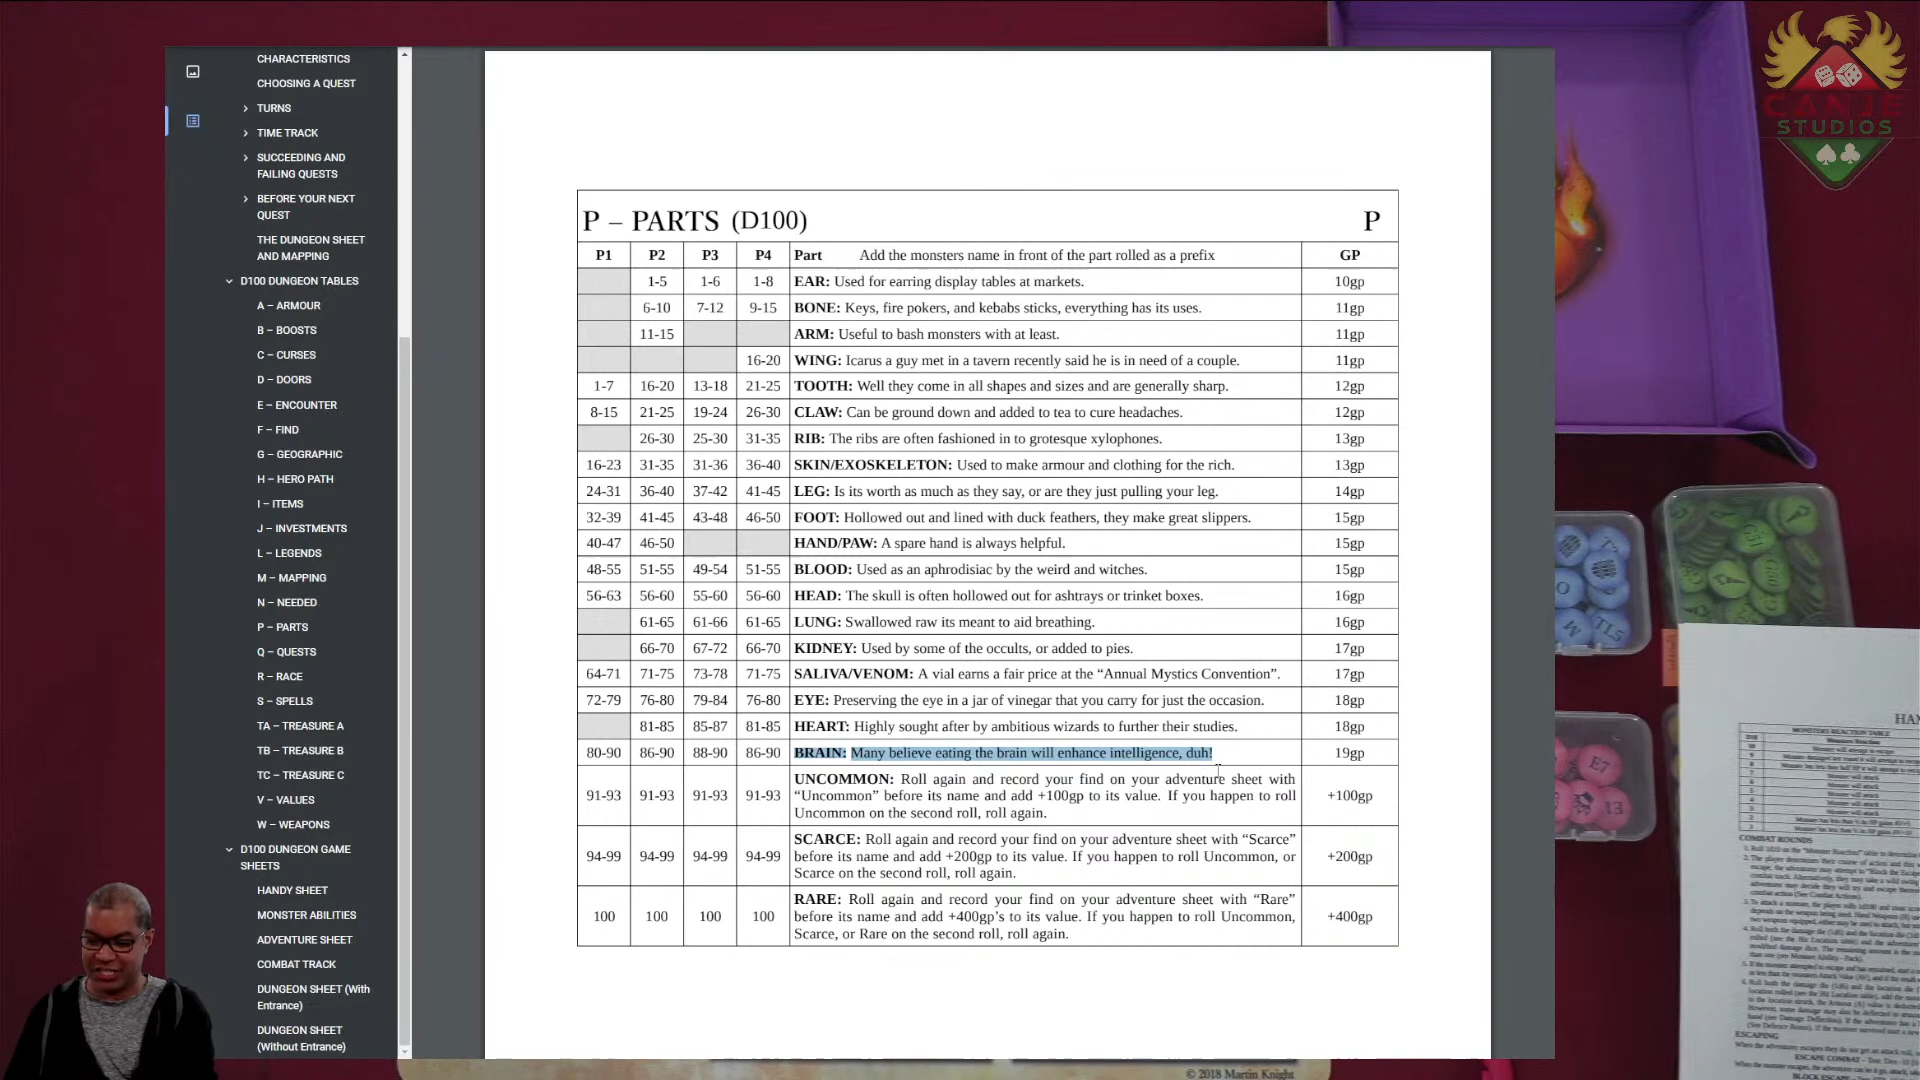 CHARACTERISTICS
CHOOSING A QUEST
TURNS
TIME TRACK
SUCCEEDING AND
FAILING QUESTS
BEFORE YOUR NEXT
QUEST
THE DUNGEON SHEET
AND MAPPING
D100 DUNGEON TABLES
A – ARMOUR
B – BOOSTS
C – CURSES
D – DOORS
E – ENCOUNTER
F – FIND
G – GEOGRAPHIC
H – HERO PATH
I – ITEMS
J – INVESTMENTS
L – LEGENDS
M – MAPPING
N – NEEDED
P – PARTS
Q – QUESTS
R – RACE
S – SPELLS
TA – TREASURE A
TB – TREASURE B
TC – TREASURE C
V – VALUES
W – WEAPONS
D100 DUNGEON GAME
SHEETS
HANDY SHEET
MONSTER ABILITIES
ADVENTURE SHEET
COMBAT TRACK
DUNGEON SHEET (With
Entrance)
DUNGEON SHEET
(Without Entrance)
P – PARTS (D100) P
P1 P2 P3 P4 Part Add the monsters name in front of the part rolled as a prefix GP
1-5 1-6 1-8 EAR: Used for earring display tables at markets. 10gp
6-10 7-12 9-15 BONE: Keys, fire pokers, and kebabs sticks, everything has its uses. 11gp
11-15 ARM: Useful to bash monsters with at least. 11gp
16-20 WING: Icarus a guy met in a tavern recently said he is in need of a couple. 11gp
1-7 16-20 13-18 21-25 TOOTH: Well they come in all shapes and sizes and are generally sharp. 12gp
8-15 21-25 19-24 26-30 CLAW: Can be ground down and added to tea to cure headaches. 12gp
26-30 25-30 31-35 RIB: The ribs are often fashioned in to grotesque xylophones. 13gp
16-23 31-35 31-36 36-40 SKIN/EXOSKELETON: Used to make armour and clothing for the rich. 13gp
24-31 36-40 37-42 41-45 LEG: Is its worth as much as they say, or are they just pulling your leg. 14gp
32-39 41-45 43-48 46-50 FOOT: Hollowed out and lined with duck feathers, they make great slippers. 15gp
40-47 46-50 HAND/PAW: A spare hand is always helpful. 15gp
48-55 51-55 49-54 51-55 BLOOD: Used as an aphrodisiac by the weird and witches. 15gp
56-63 56-60 55-60 56-60 HEAD: The skull is often hollowed out for ashtrays or trinket boxes. 16gp
61-65 61-66 61-65 LUNG: Swallowed raw its meant to aid breathing. 16gp
66-70 67-72 66-70 KIDNEY: Used by some of the occults, or added to pies. 17gp
64-71 71-75 73-78 71-75 SALIVA/VENOM: A vial earns a fair price at the “Annual Mystics Convention”. 17gp
72-79 76-80 79-84 76-80 EYE: Preserving the eye in a jar of vinegar that you carry for just the occasion. 18gp
81-85 85-87 81-85 HEART: Highly sought after by ambitious wizards to further their studies. 18gp
80-90 86-90 88-90 86-90 BRAIN: Many believe eating the brain will enhance intelligence, duh! 19gp
UNCOMMON: Roll again and record your find on your adventure sheet with
91-93 91-93 91-93 91-93 “Uncommon” before its name and add +100gp to its value. If you happen to roll +100gp
Uncommon on the second roll, roll again.
SCARCE: Roll again and record your find on your adventure sheet with “Scarce”
94-99 94-99 94-99 94-99 before its name and add +200gp to its value. If you happen to roll Uncommon, or +200gp
Scarce on the second roll, roll again.
RARE: Roll again and record your find on your adventure sheet with “Rare”
100 100 100 100 before its name and add +400gp’s to its value. If you happen to roll Uncommon, +400gp
Scarce, or Rare on the second roll, roll again.
© 2018 Martin Knight
CANJE
STUDIOS
E7
E1
TL5
W
MONSTERS REACTION TABLE
COMBAT ROUNDS
ESCAPING